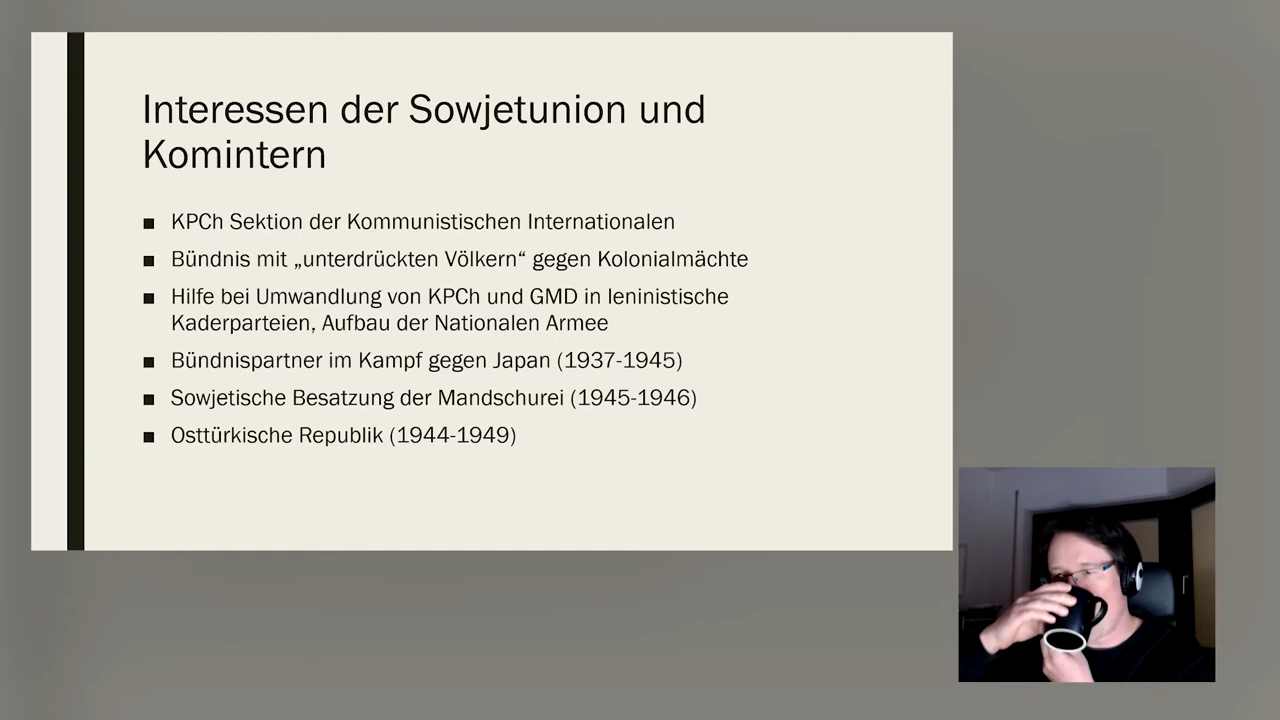 Interessen der Sowjetunion und
Komintern
■ KPCh Sektion der Kommunistischen Internationalen
■ Bündnis mit „unterdrückten Völkern“ gegen Kolonialmächte
■ Hilfe bei Umwandlung von KPCh und GMD in leninistische
Kaderparteien, Aufbau der Nationalen Armee
■ Bündnispartner im Kampf gegen Japan (1937-1945)
■ Sowjetische Besatzung der Mandschurei (1945-1946)
■ Osttürkische Republik (1944-1949)